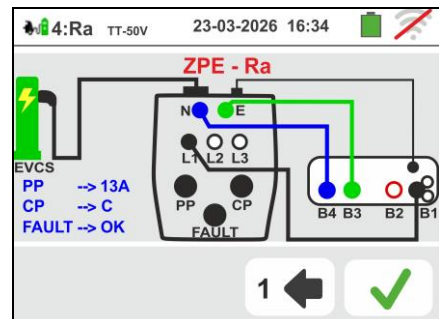 4:Ra TT-50V 23-03-2026 16:34
ZPE - Ra
N E
L1 L2 L3
EVCS
PP --> 13A
CP --> C
FAULT --> OK
PP CP
FAULT
B4 B3 B2 B1
1